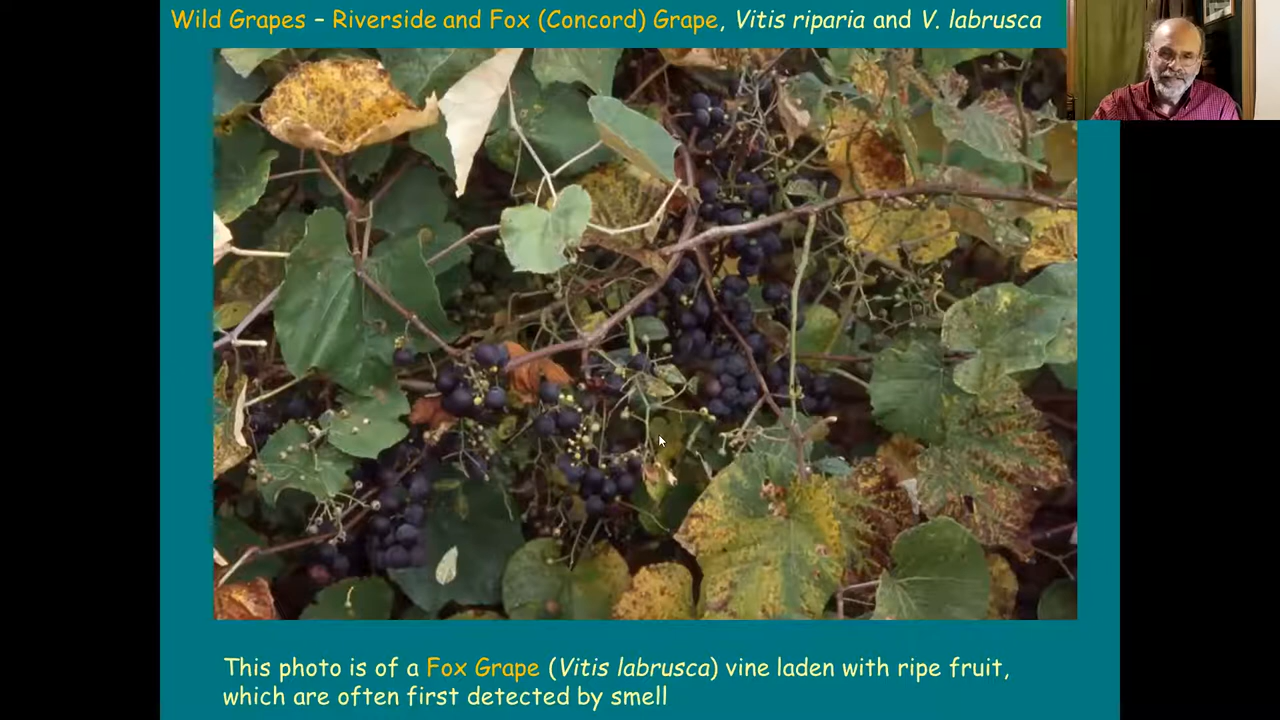 Wild Grapes – Riverside and Fox (Concord) Grape, Vitis riparia and V. labrusca
This photo is of a Fox Grape (Vitis labrusca) vine laden with ripe fruit,
which are often first detected by smell